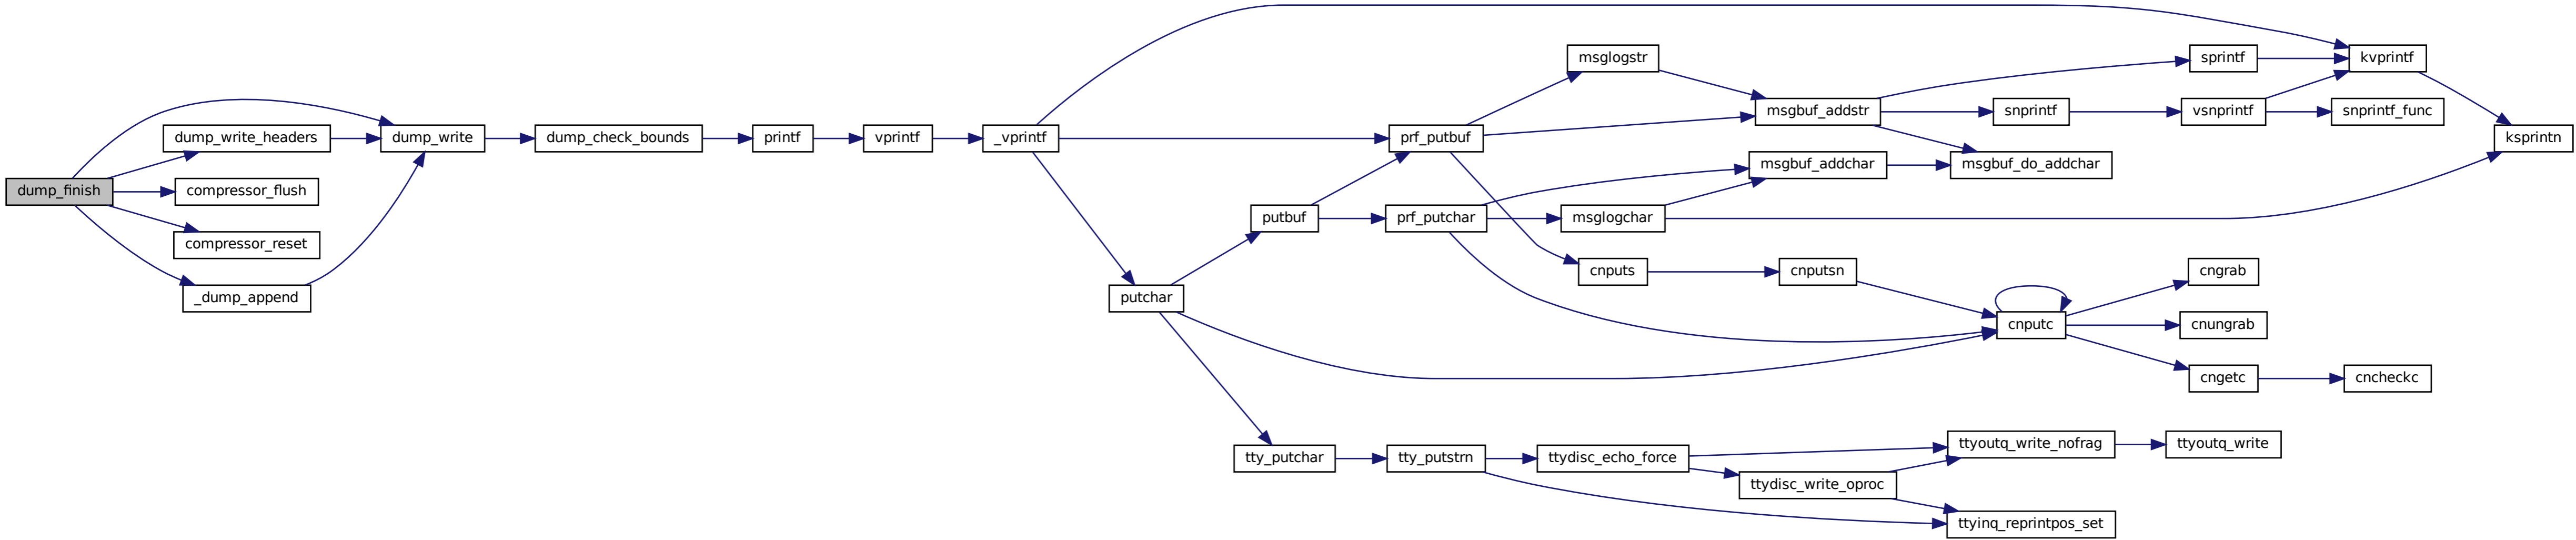 dump_finish
dump_write_headers
compressor_flush
compressor_reset
_dump_append
dump_write
dump_check_bounds
printf
vprintf
_vprintf
putchar
putbuf
tty_putchar
prf_putbuf
prf_putchar
tty_putstrn
msglogstr
msglogchar
cnputs
ttydisc_echo_force
msgbuf_addstr
msgbuf_addchar
cnputsn
ttydisc_write_oproc
snprintf
msgbuf_do_addchar
cnputc
ttyoutq_write_nofrag
ttyinq_reprintpos_set
sprintf
vsnprintf
cngrab
cnungrab
cngetc
ttyoutq_write
kvprintf
snprintf_func
cncheckc
ksprintn